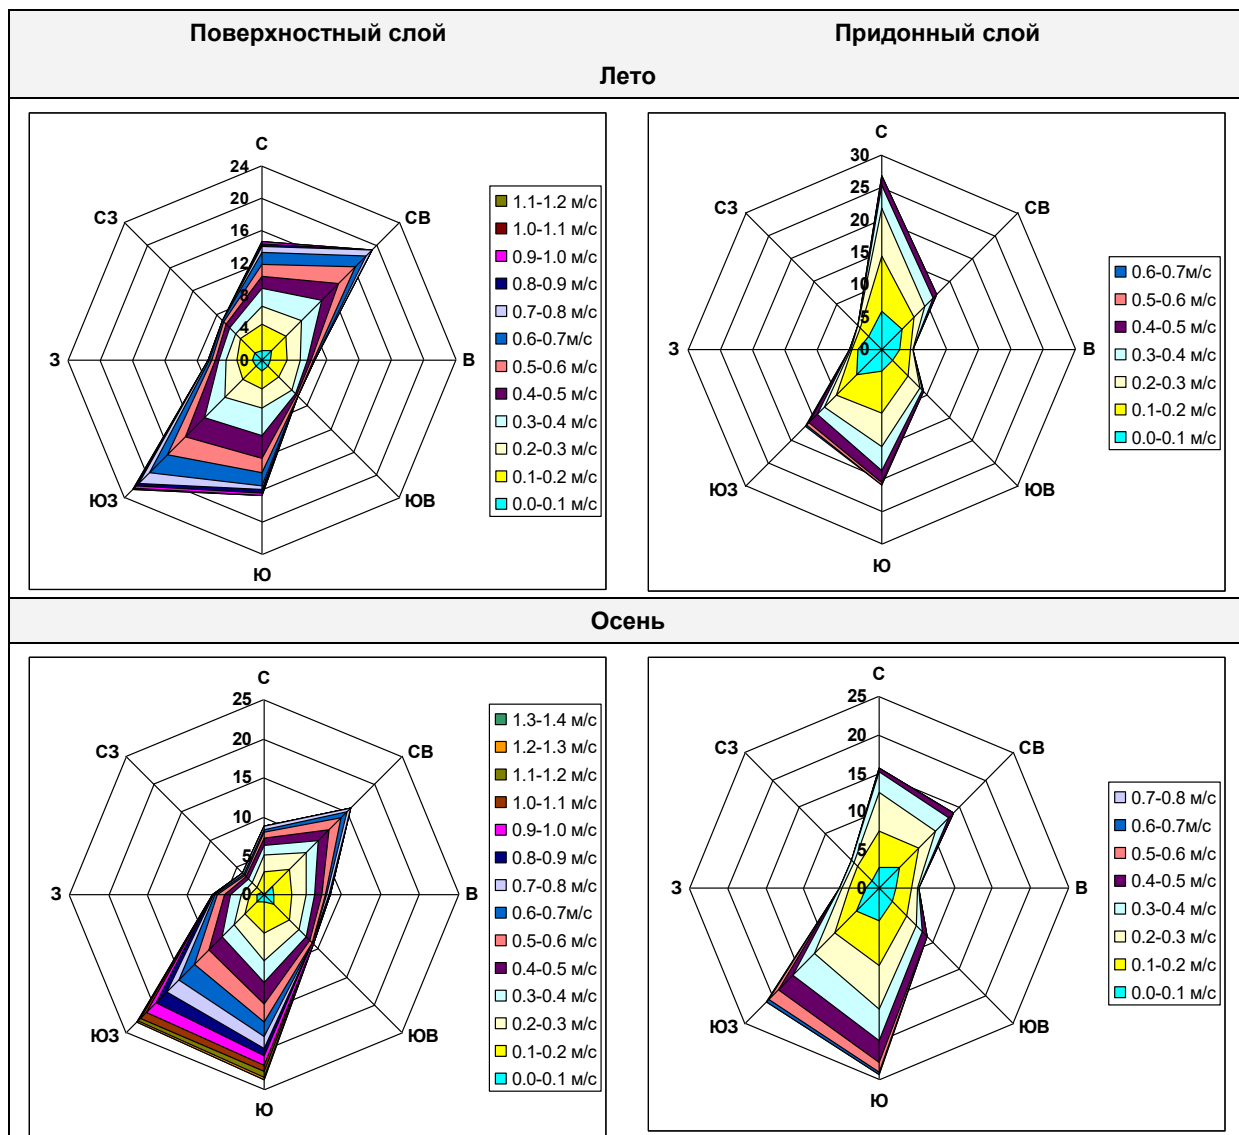 Поверхностный слой
Придонный слой
Лето
С
СВ
В
ЮВ
Ю
ЮЗ
З
СЗ
24
20
16
12
8
4
0
1.1-1.2 м/с
1.0-1.1 м/с
0.9-1.0 м/с
0.8-0.9 м/с
0.7-0.8 м/с
0.6-0.7м/с
0.5-0.6 м/с
0.4-0.5 м/с
0.3-0.4 м/с
0.2-0.3 м/с
0.1-0.2 м/с
0.0-0.1 м/с
С
СВ
В
ЮВ
Ю
ЮЗ
З
СЗ
30
25
20
15
10
5
0
0.6-0.7м/с
0.5-0.6 м/с
0.4-0.5 м/с
0.3-0.4 м/с
0.2-0.3 м/с
0.1-0.2 м/с
0.0-0.1 м/с
Осень
С
СВ
В
ЮВ
Ю
ЮЗ
З
СЗ
25
20
15
10
5
0
1.3-1.4 м/с
1.2-1.3 м/с
1.1-1.2 м/с
1.0-1.1 м/с
0.9-1.0 м/с
0.8-0.9 м/с
0.7-0.8 м/с
0.6-0.7м/с
0.5-0.6 м/с
0.4-0.5 м/с
0.3-0.4 м/с
0.2-0.3 м/с
0.1-0.2 м/с
0.0-0.1 м/с
С
СВ
В
ЮВ
Ю
ЮЗ
З
СЗ
25
20
15
10
5
0
0.7-0.8 м/с
0.6-0.7м/с
0.5-0.6 м/с
0.4-0.5 м/с
0.3-0.4 м/с
0.2-0.3 м/с
0.1-0.2 м/с
0.0-0.1 м/с